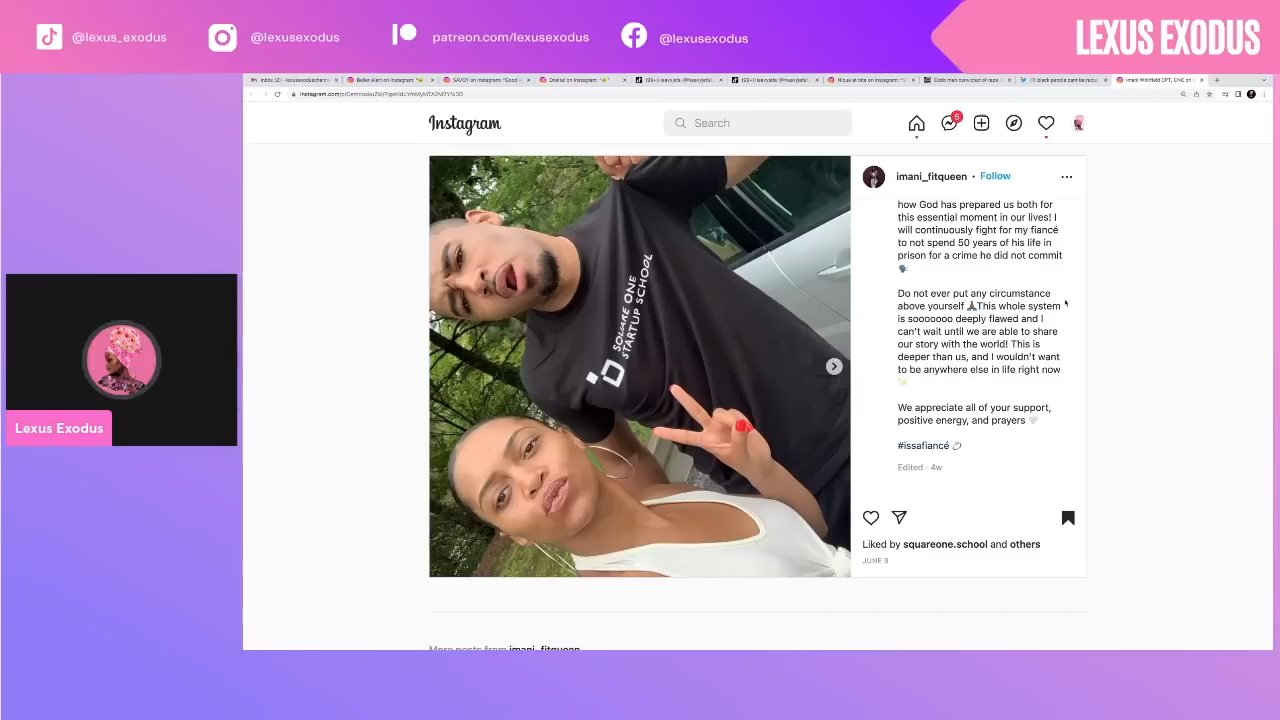 @lexus_exodus
@lexusexodus
patreon.com/lexusexodus
@lexusexodus
LEXUS EXODUS
Instagram
Search
5
SQUARE ONE
STARTUP SCHOOL
imani_fitqueen • Follow
how God has prepared us both for
this essential moment in our lives! I
will continuously fight for my fiancé
to not spend 50 years of his life in
prison for a crime he did not commit
Do not ever put any circumstance
above yourself 🙏🏾This whole system
is sooooooo deeply flawed and I
can't wait until we are able to share
our story with the world! This is
deeper than us, and I wouldn't want
to be anywhere else in life right now
We appreciate all of your support,
positive energy, and prayers 🤍
#issafiancé 💍
Edited · 4w
Liked by squareone.school and others
JUNE 9
Lexus Exodus
More posts from imani_fitqueen